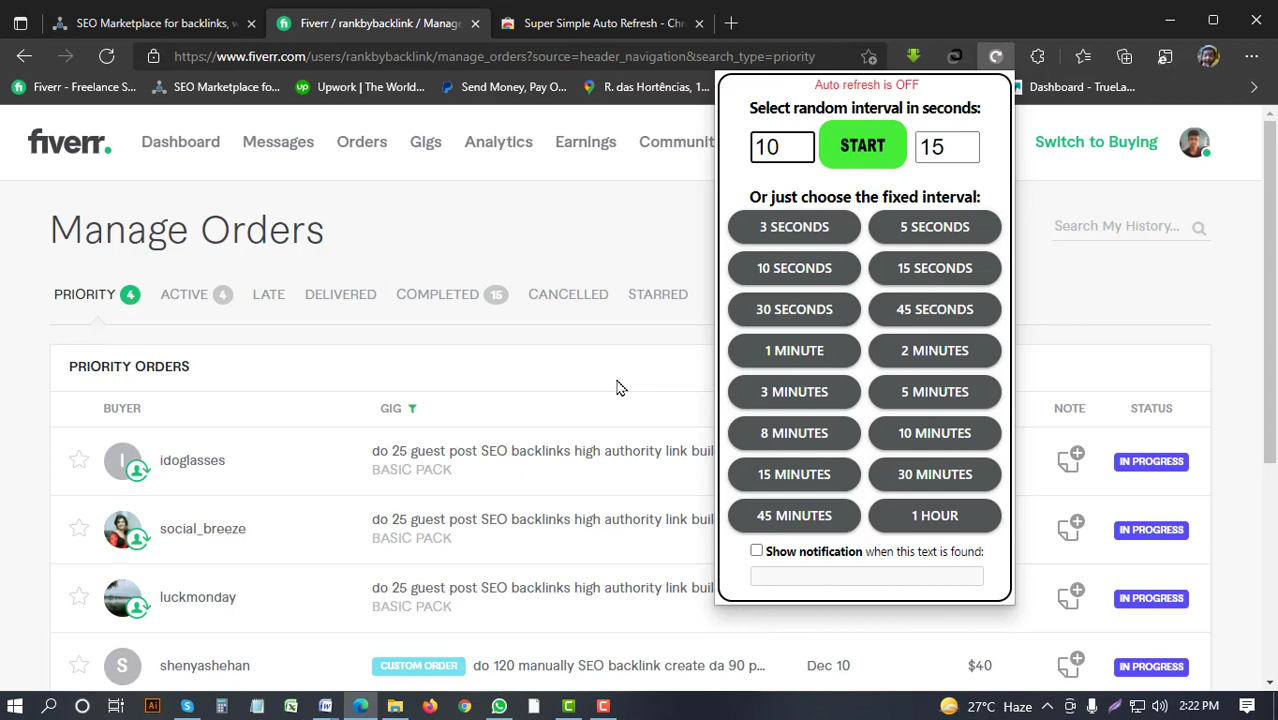 SEO Marketplace for backlinks, w
Fiverr / rankbybacklink / Manage
Super Simple Auto Refresh - Chr
https://www.fiverr.com/users/rankbybacklink/manage_orders?source=header_navigation&search_type=priority
Fiverr - Freelance S...
SEO Marketplace fo...
Upwork | The World...
Send Money, Pay O...
R. das Hortências, 1...
Dashboard - TrueLa...
fiverr.
Dashboard
Messages
Orders
Gigs
Analytics
Earnings
Communit
Switch to Buying
Manage Orders
Search My History...
PRIORITY 4
ACTIVE 4
LATE
DELIVERED
COMPLETED 15
CANCELLED
STARRED
PRIORITY ORDERS
BUYER
GIG
NOTE
STATUS
I idoglasses
do 25 guest post SEO backlinks high authority link buil
BASIC PACK
IN PROGRESS
social_breeze
do 25 guest post SEO backlinks high authority link buil
BASIC PACK
IN PROGRESS
luckmonday
do 25 guest post SEO backlinks high authority link buil
BASIC PACK
IN PROGRESS
S shenyashehan
CUSTOM ORDER do 120 manually SEO backlink create da 90 p...
Dec 10
$40
IN PROGRESS
Auto refresh is OFF
Select random interval in seconds:
10 START 15
Or just choose the fixed interval:
3 SECONDS
5 SECONDS
10 SECONDS
15 SECONDS
30 SECONDS
45 SECONDS
1 MINUTE
2 MINUTES
3 MINUTES
5 MINUTES
8 MINUTES
10 MINUTES
15 MINUTES
30 MINUTES
45 MINUTES
1 HOUR
Show notification when this text is found:
27°C Haze
2:22 PM